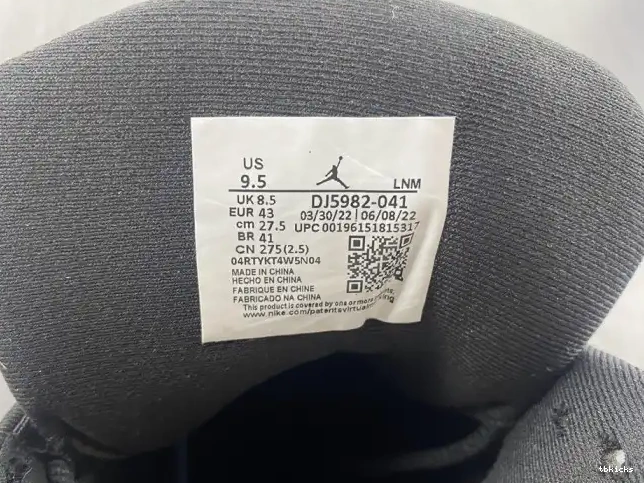 US
9.5
LNM
UK 8.5
DJ5982-041
EUR 43
03/30/22 | 06/08/22
cm 27.5
UPC 00196151815317
BR 41
CN 275(2.5)
04RTYKT4W5N04
MADE IN CHINA
HECHO EN CHINA
FABRIQUE EN CHINE
FABRICADO NA CHINA
This product is covered by one or more
www.nike.com/patents
tbkicks